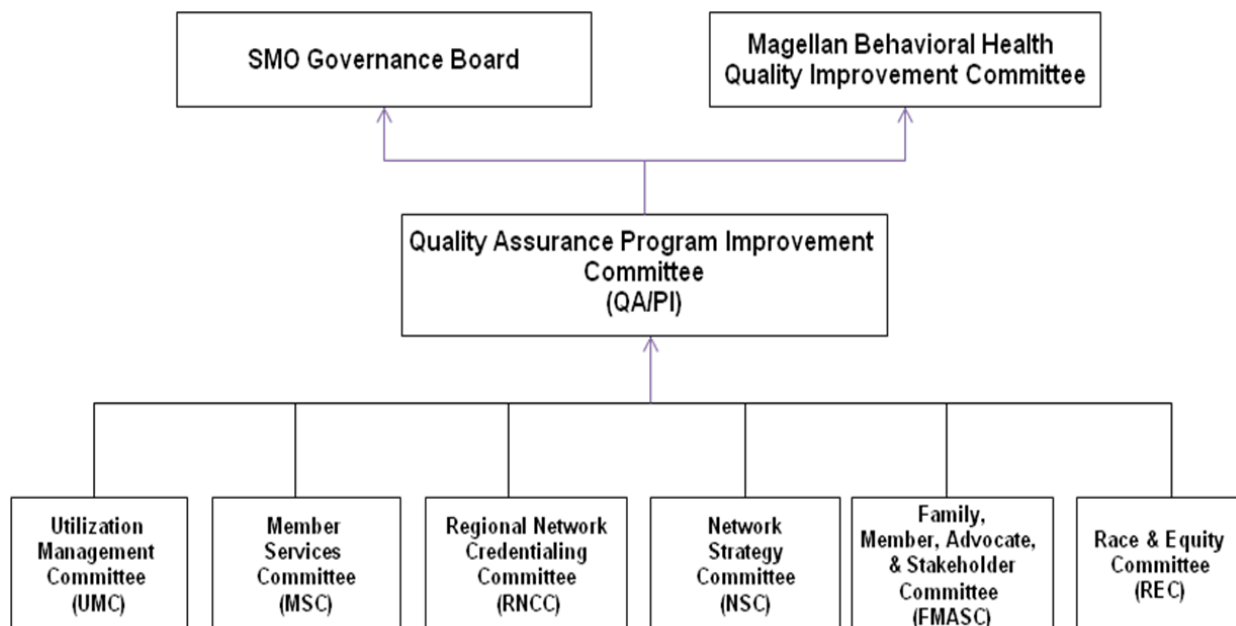 SMO Governance Board
Magellan Behavioral Health
Quality Improvement Committee
Quality Assurance Program Improvement
Committee
(QA/PI)
Utilization
Management
Committee
(UMC)
Member
Services
Committee
(MSC)
Regional Network
Credentialing
Committee
(RNCC)
Network
Strategy
Committee
(NSC)
Family,
Member, Advocate,
& Stakeholder
Committee
(FMASC)
Race & Equity
Committee
(REC)